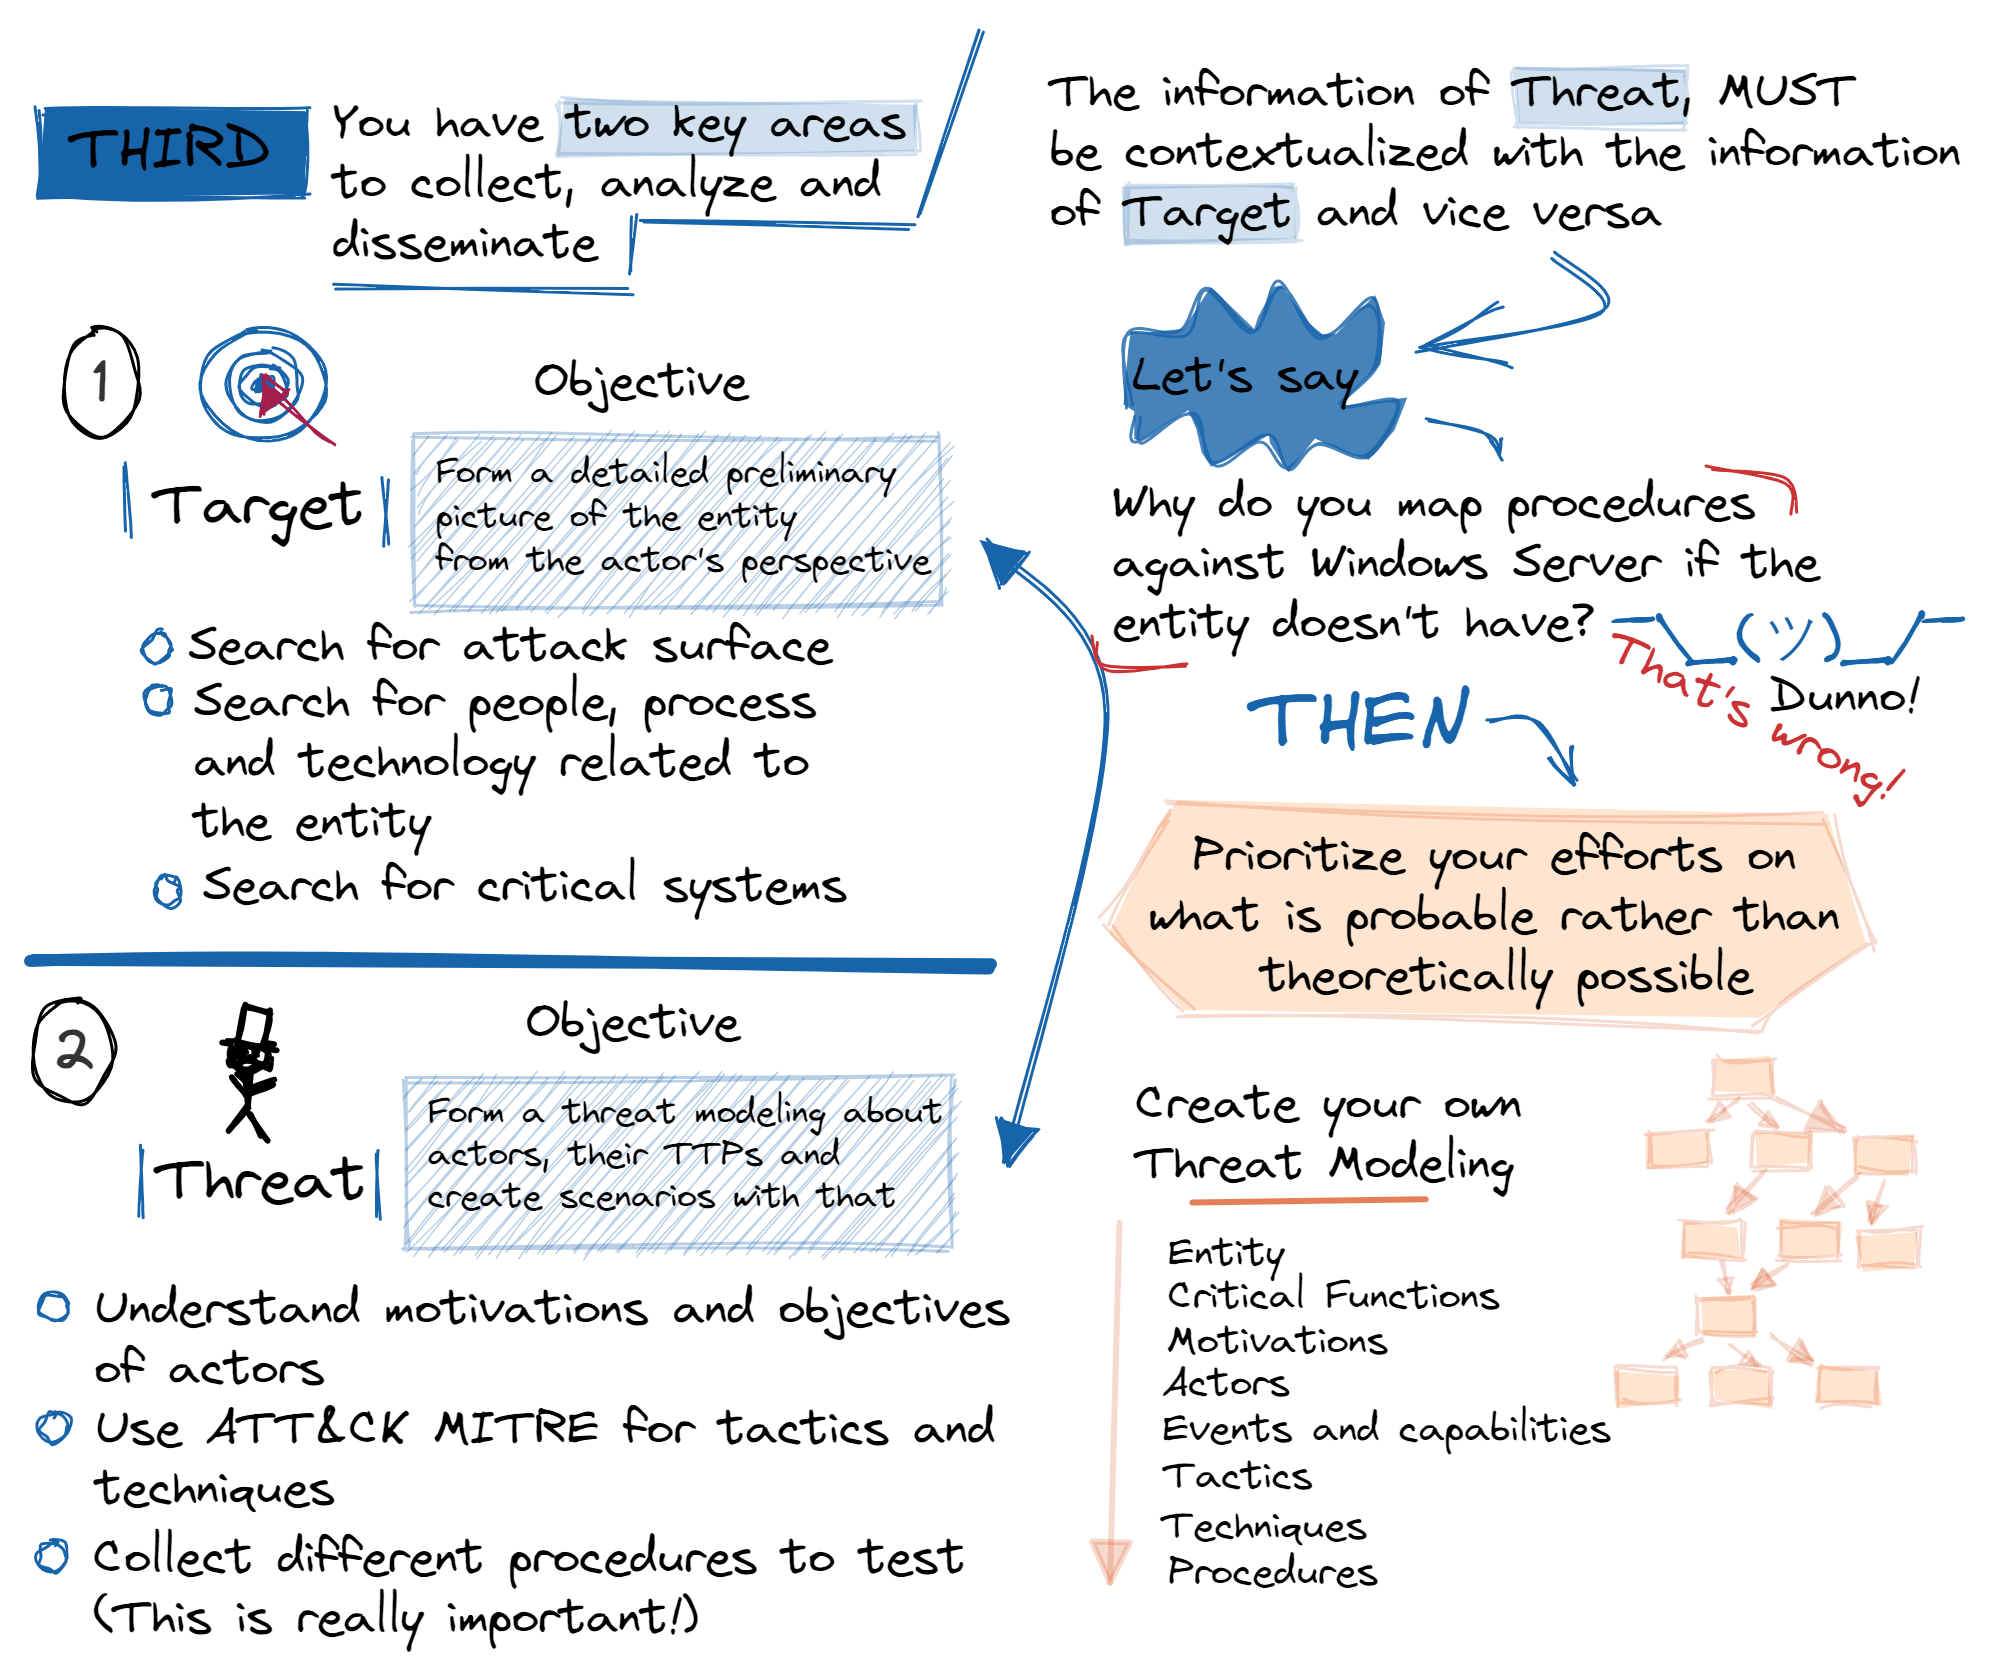 THIRD
You have two key areas
to collect, analyze and
disseminate
1
Objective
Target
Form a detailed preliminary
picture of the entity
from the actor's perspective
Search for attack surface
Search for people, process
and technology related to
the entity
Search for critical systems
2
Objective
Threat
Form a threat modeling about
actors, their TTPs and
create scenarios with that
Understand motivations and objectives
of actors
Use ATT&CK MITRE for tactics and
techniques
Collect different procedures to test
(This is really important!)
The information of Threat, MUST
be contextualized with the information
of Target and vice versa
Let's say
Why do you map procedures
against Windows Server if the
entity doesn't have?
(ツ)
Dunno!
That's wrong!
THEN
Prioritize your efforts on
what is probable rather than
theoretically possible
Create your own
Threat Modeling
Entity
Critical Functions
Motivations
Actors
Events and capabilities
Tactics
Techniques
Procedures